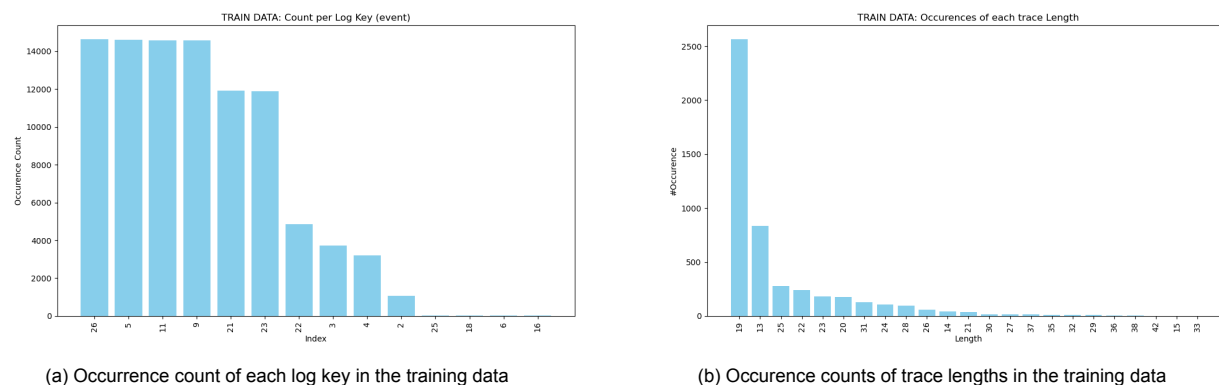 TRAIN DATA: Count per Log Key (event)
14000
12000
10000
8000
6000
4000
2000
0
Occurence Count
26 5 11 9 21 23 22 3 4 2 25 18 6 16
Index
(a) Occurrence count of each log key in the training data
TRAIN DATA: Occurences of each trace Length
2500
2000
1500
1000
500
0
#Occurence
19 13 25 22 23 20 31 24 28 26 14 21 30 27 37 35 32 29 36 38 42 15 33
Length
(b) Occurence counts of trace lengths in the training data